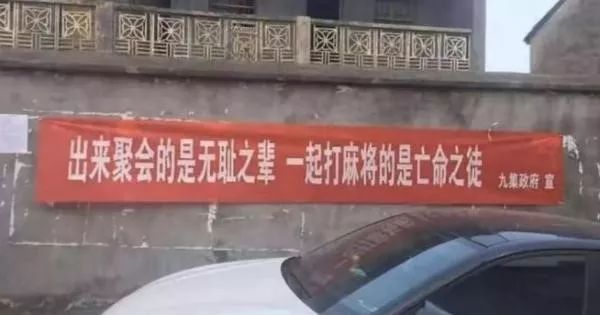 出来聚会的是无耻之辈 一起打麻将的是亡命之徒 九集政府 宣